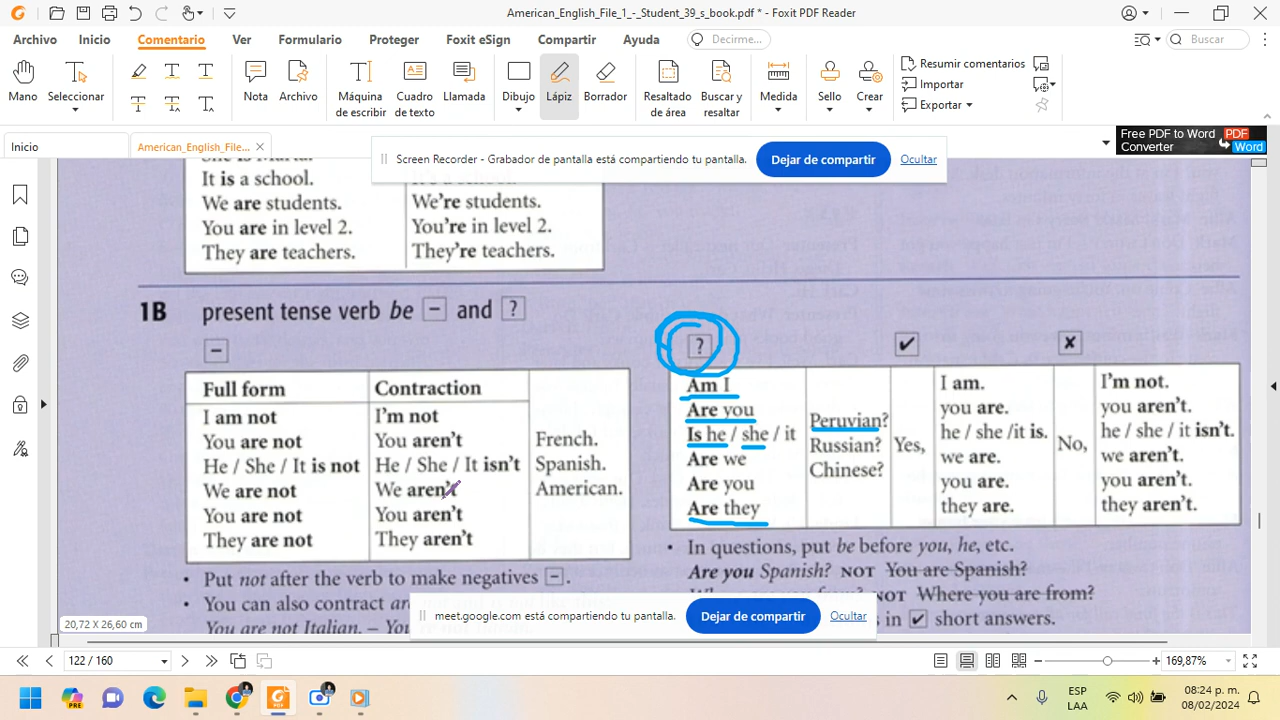 American_English_File_1_-_Student_39_s_book.pdf * - Foxit PDF Reader
Archivo Inicio Comentario Ver Formulario Proteger Foxit eSign Compartir Ayuda Decirme... Buscar
Mano Seleccionar Nota Archivo Máquina de escribir Cuadro de texto Llamada Dibujo Lápiz Borrador Resaltado de área Buscar y resaltar Medida Sello Crear
Resumir comentarios
Importar
Exportar
Inicio American_English_File...
Free PDF to Word Converter PDF Word
Screen Recorder - Grabador de pantalla está compartiendo tu pantalla. Dejar de compartir Ocultar
It is a school.
We are students. We're students.
You are in level 2. You're in level 2.
They are teachers. They're teachers.
1B present tense verb be - and ?
-
Full form Contraction
I am not I'm not
You are not You aren't
He / She / It is not He / She / It isn't
We are not We aren't
You are not You aren't
They are not They aren't
French.
Spanish.
American.
• Put not after the verb to make negatives -.
• You can also contract
You are not Italian. –
? ✔ ✘
Am I
Are you
Is he / she / it
Are we
Are you
Are they
Peruvian?
Russian?
Chinese?
Yes,
I am.
you are.
he / she /it is.
we are.
you are.
they are.
No,
I'm not.
you aren't.
he / she / it isn't.
we aren't.
you aren't.
they aren't.
• In questions, put be before you, he, etc.
Are you Spanish? NOT You are Spanish?
NOT Where you are from?
in ✔ short answers.
meet.google.com está compartiendo tu pantalla. Dejar de compartir Ocultar
20,72 x 26,60 cm
122 / 160 169,87%
PRE
ESP
LAA
08:24 p. m.
08/02/2024